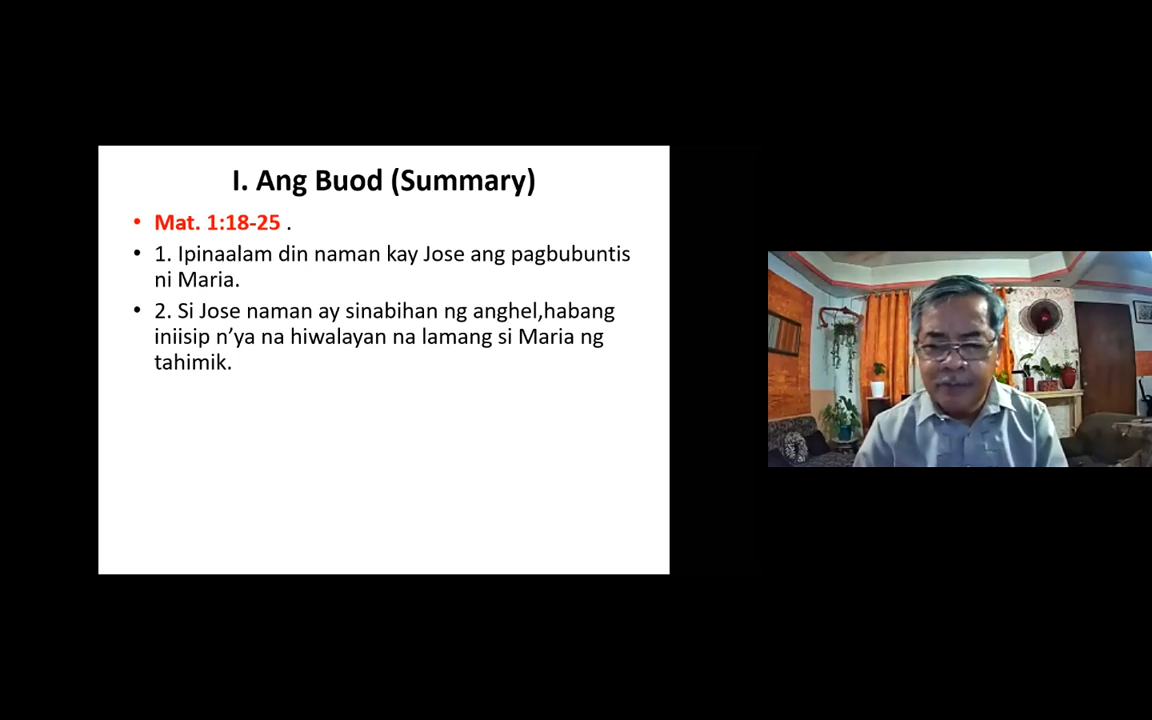 I. Ang Buod (Summary)
• Mat. 1:18-25 .
• 1. Ipinaalam din naman kay Jose ang pagbubuntis
ni Maria.
• 2. Si Jose naman ay sinabihan ng anghel,habang
iniisip n’ya na hiwalayan na lamang si Maria ng
tahimik.